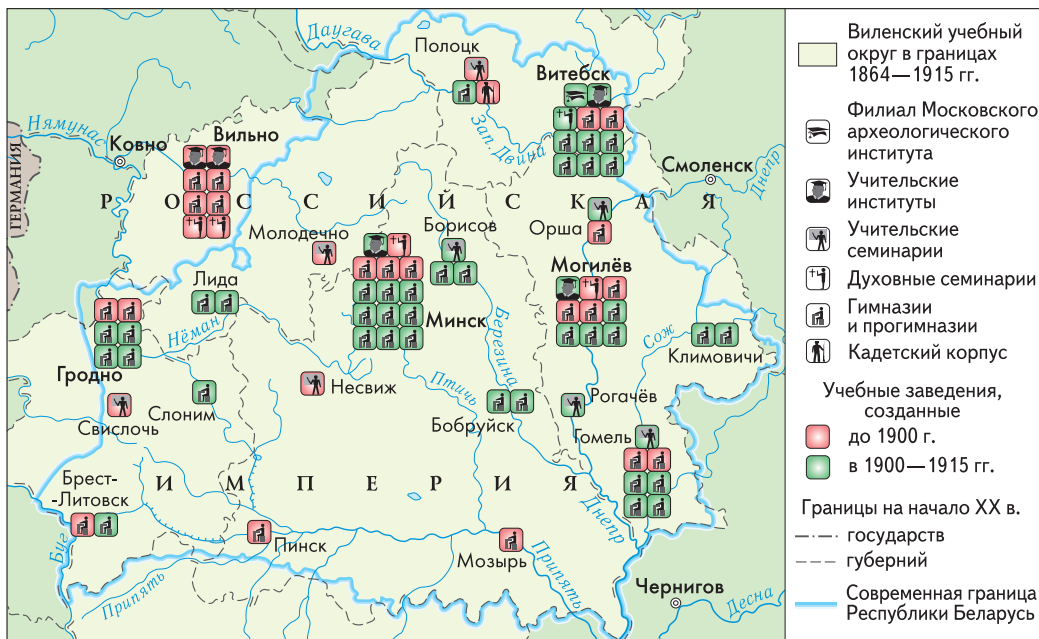 Даугава
Полоцк
Витебск
Зап. Двина
Нямунас
Ковно
Вильно
Смоленск
Днепр
ГЕРМАНИЯ
РОССИЙСКАЯ
Орша
Молодечно
Борисов
Могилёв
Лида
Нёман
Минск
Березина
Сож
Климовичи
Гродно
Несвиж
Птичь
Слоним
Свислочь
Бобруйск
Рогачёв
Гомель
Брест-
-Литовск
ИМПЕРИЯ
Днепр
Буг
Пинск
Мозырь
Припять
Припять
Чернигов
Десна
Виленский учебный
округ в границах
1864—1915 гг.
Филиал Московского
археологического
института
Учительские
институты
Учительские
семинарии
Духовные семинарии
Гимназии
и прогимназии
Кадетский корпус
Учебные заведения,
созданные
до 1900 г.
в 1900—1915 гг.
Границы на начало XX в.
государств
губерний
Современная граница
Республики Беларусь